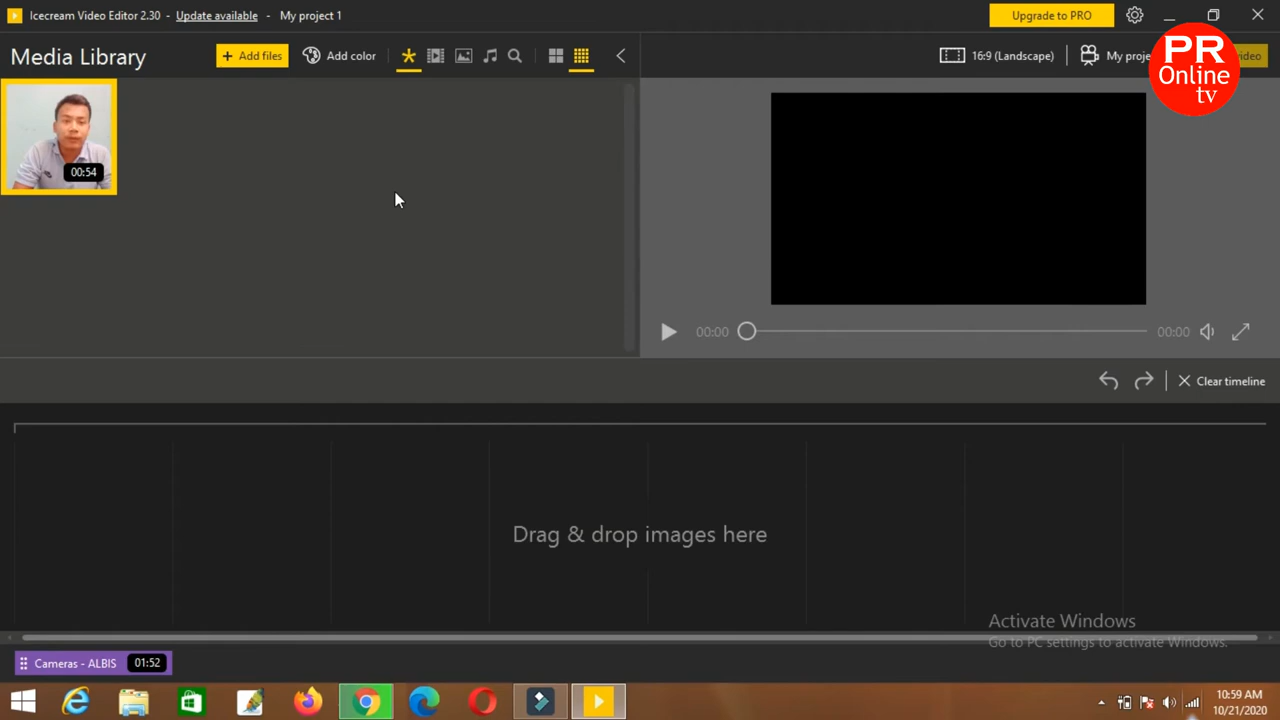 Icecream Video Editor 2.30 - Update available - My project 1
Upgrade to PRO
Media Library
+ Add files
Add color
16:9 (Landscape)
My proje
video
PR
Online
tv
00:54
00:00
00:00
Clear timeline
Drag & drop images here
Activate Windows
Go to PC settings to activate Windows.
Cameras - ALBIS 01:52
10:59 AM
10/21/2020